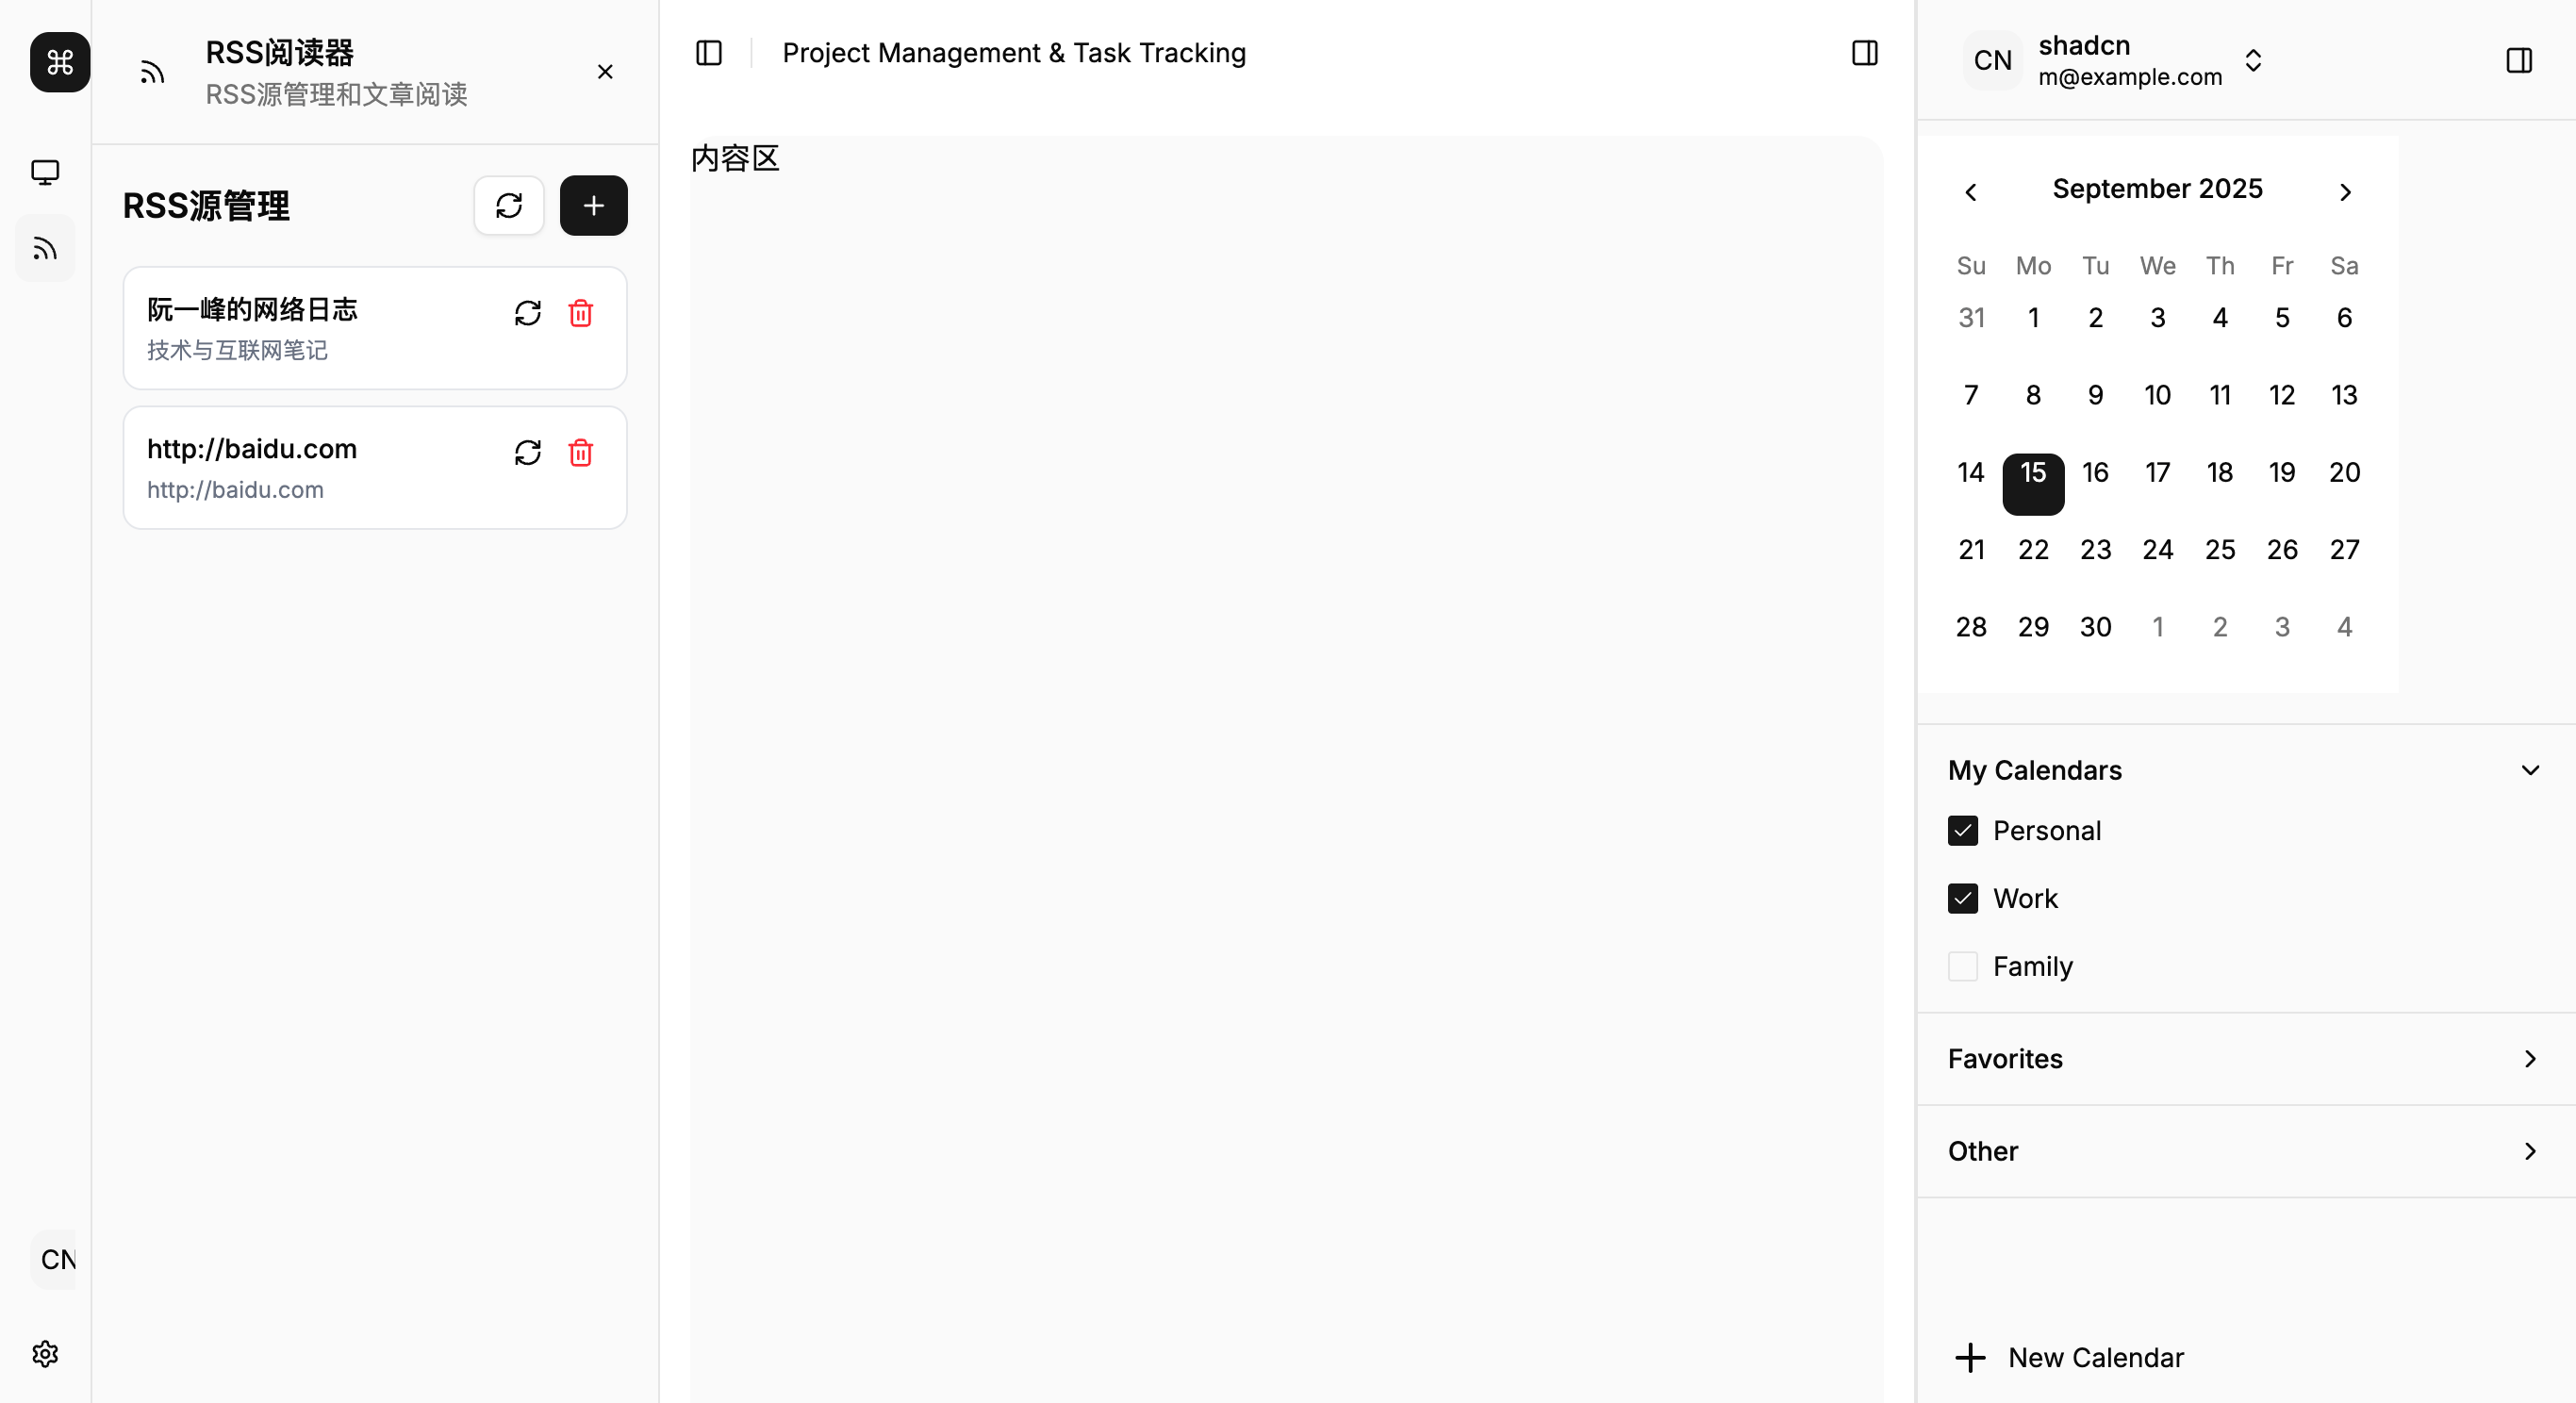 RSS阅读器
RSS源管理和文章阅读
RSS源管理
阮一峰的网络日志
技术与互联网笔记
http://baidu.com
http://baidu.com
CN
Project Management & Task Tracking
内容区
CN
shadcn
m@example.com
September 2025
Su Mo Tu We Th Fr Sa
31 1 2 3 4 5 6
7 8 9 10 11 12 13
14 15 16 17 18 19 20
21 22 23 24 25 26 27
28 29 30 1 2 3 4
My Calendars
Personal
Work
Family
Favorites
Other
New Calendar